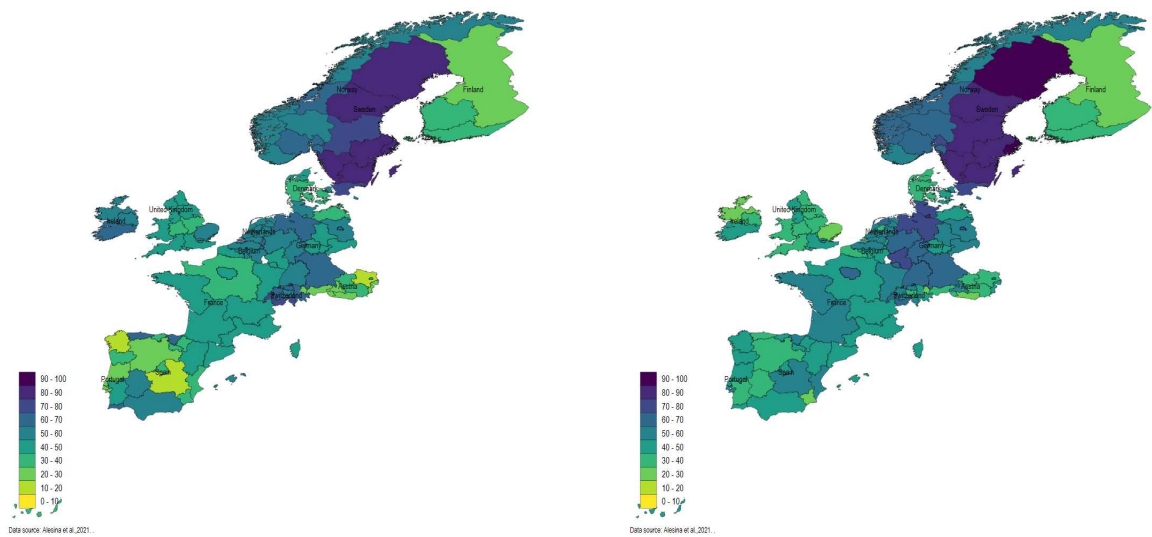 Norway
Finland
Sweden
Denmark
United Kingdom
Ireland
Netherlands
Germany
Belgium
Austria
Switzerland
France
Spain
Portugal
90 - 100
80 - 90
70 - 80
60 - 70
50 - 60
40 - 50
30 - 40
20 - 30
10 - 20
0 - 10
Data source: Alesina et al.,2021. .
Norway
Finland
Sweden
Denmark
United Kingdom
Ireland
Netherlands
Germany
Belgium
Austria
Switzerland
France
Spain
Portugal
90 - 100
80 - 90
70 - 80
60 - 70
50 - 60
40 - 50
30 - 40
20 - 30
10 - 20
0 - 10
Data source: Alesina et al.,2021. .